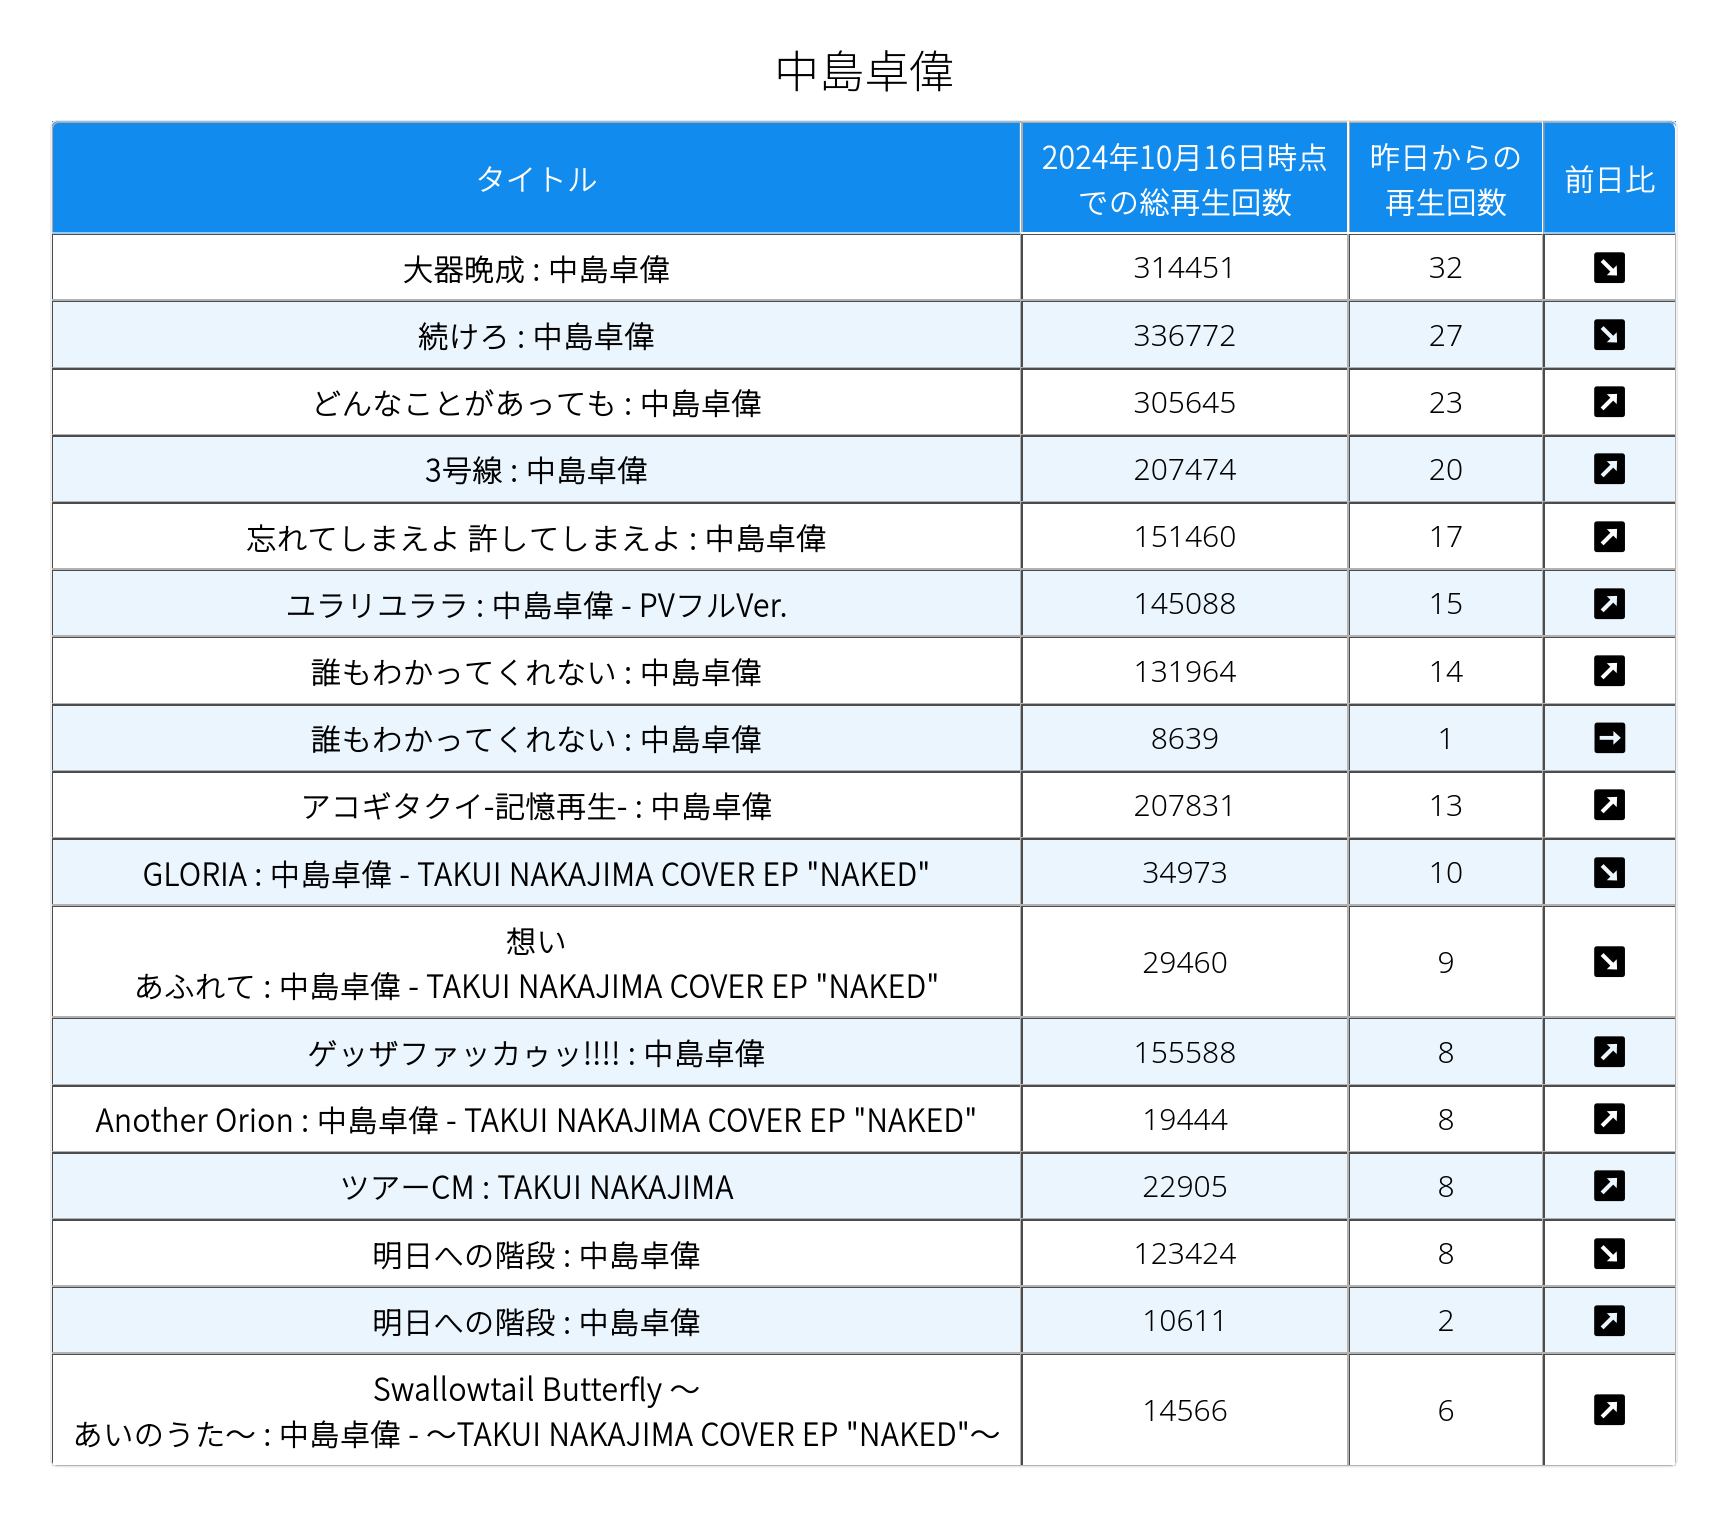 中島卓偉
タイトル
2024年10月16日時点
での総再生回数
昨日からの
再生回数
前日比
大器晩成 : 中島卓偉 314451 32 ↘
続けろ : 中島卓偉 336772 27 ↘
どんなことがあっても : 中島卓偉 305645 23 ↗
3号線 : 中島卓偉 207474 20 ↗
忘れてしまえよ 許してしまえよ : 中島卓偉 151460 17 ↗
ユラリユララ : 中島卓偉 - PVフルVer. 145088 15 ↗
誰もわかってくれない : 中島卓偉 131964 14 ↗
誰もわかってくれない : 中島卓偉 8639 1 →
アコギタクイ-記憶再生- : 中島卓偉 207831 13 ↗
GLORIA : 中島卓偉 - TAKUI NAKAJIMA COVER EP "NAKED" 34973 10 ↘
想い
あふれて : 中島卓偉 - TAKUI NAKAJIMA COVER EP "NAKED" 29460 9 ↘
ゲッザファッカゥッ!!!! : 中島卓偉 155588 8 ↗
Another Orion : 中島卓偉 - TAKUI NAKAJIMA COVER EP "NAKED" 19444 8 ↗
ツアーCM : TAKUI NAKAJIMA 22905 8 ↗
明日への階段 : 中島卓偉 123424 8 ↘
明日への階段 : 中島卓偉 10611 2 ↗
Swallowtail Butterfly 〜
あいのうた〜 : 中島卓偉 - 〜TAKUI NAKAJIMA COVER EP "NAKED"〜 14566 6 ↗